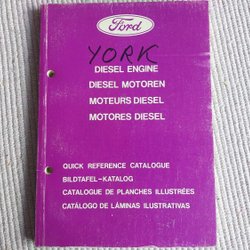 Ford
YORK
DIESEL ENGINE
DIESEL MOTOREN
MOTEURS DIESEL
MOTORES DIESEL
QUICK REFERENCE CATALOGUE
BILDTAFEL-KATALOG
CATALOGUE DE PLANCHES ILLUSTRÉES
CATÁLOGO DE LÁMINAS ILUSTRATIVAS